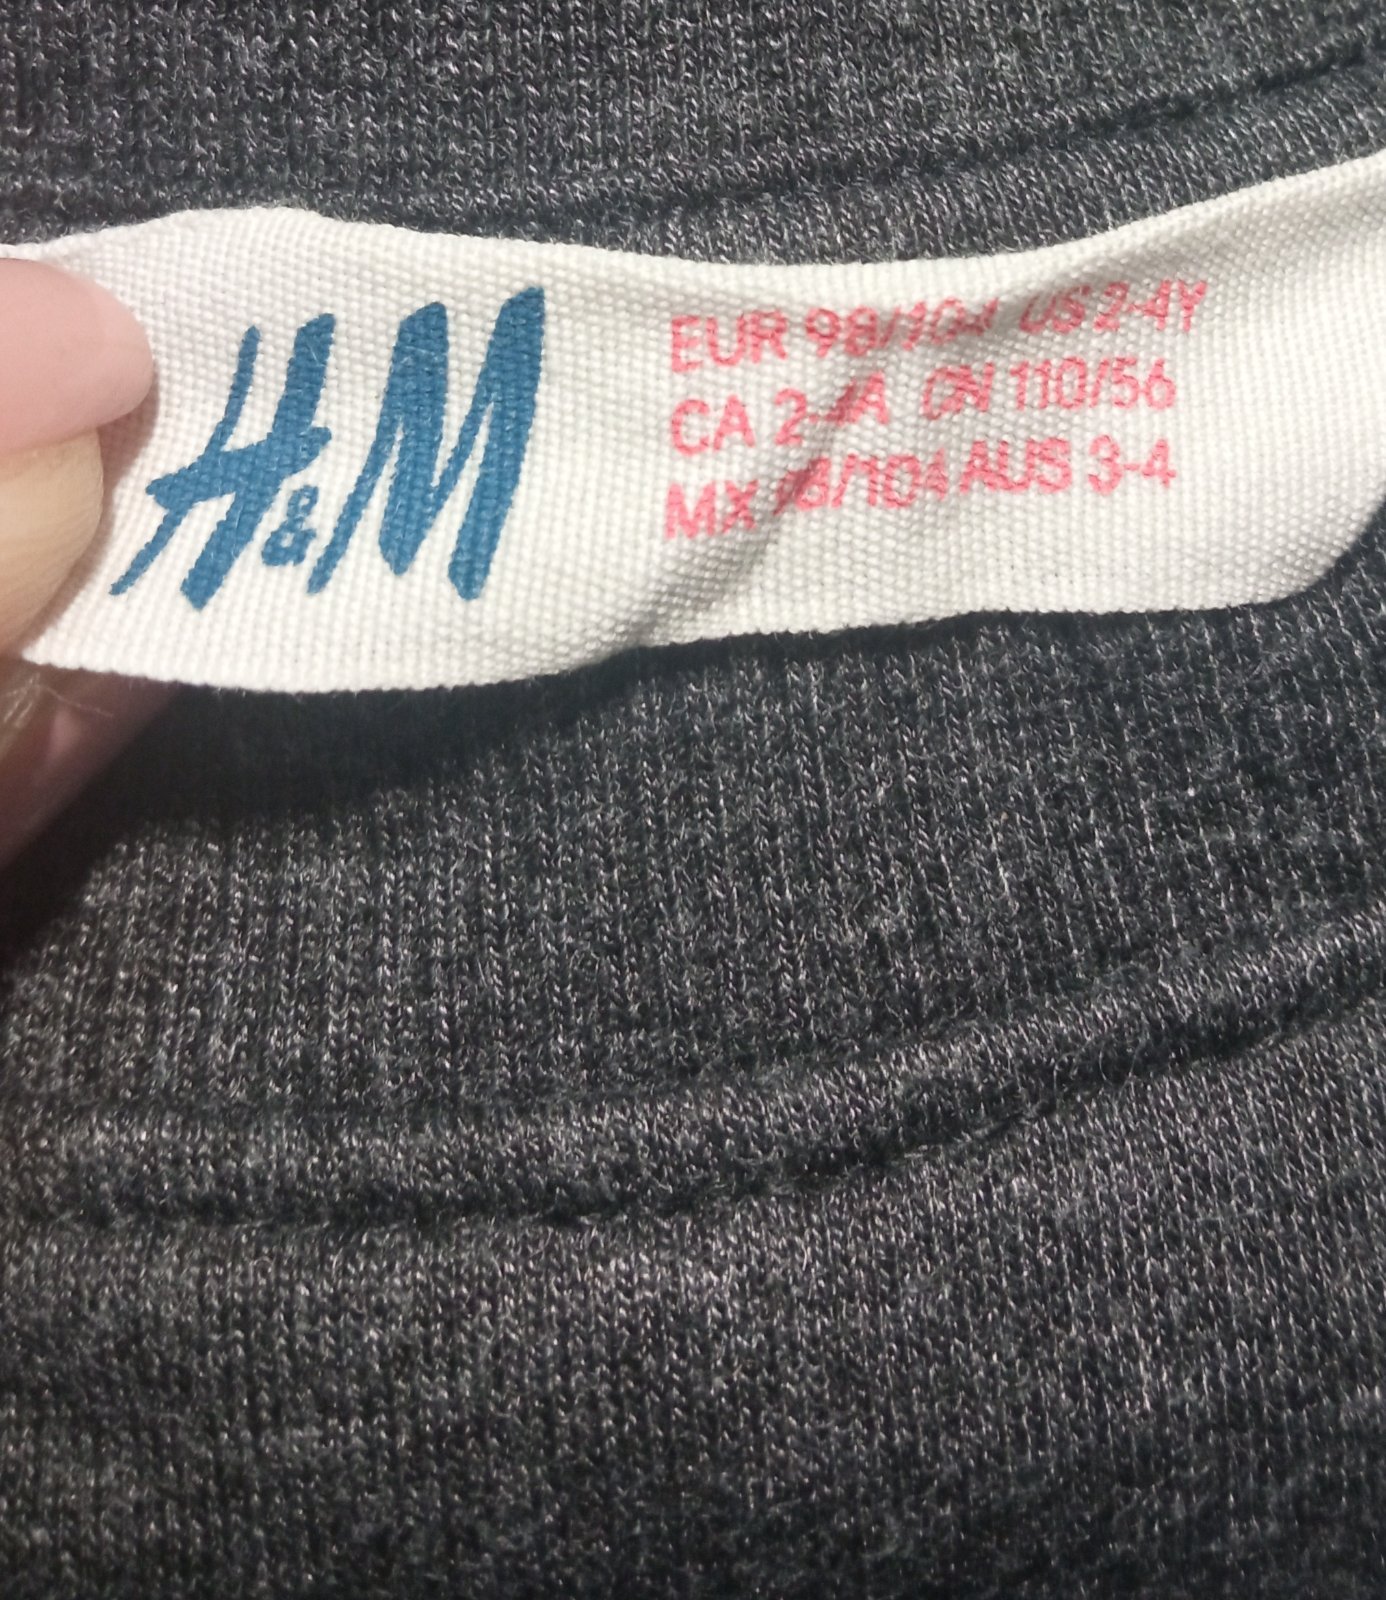 H&M
EUR 98/104 US 2-4Y
CA 2-4A CN 110/56
MX 98/104 AUS 3-4